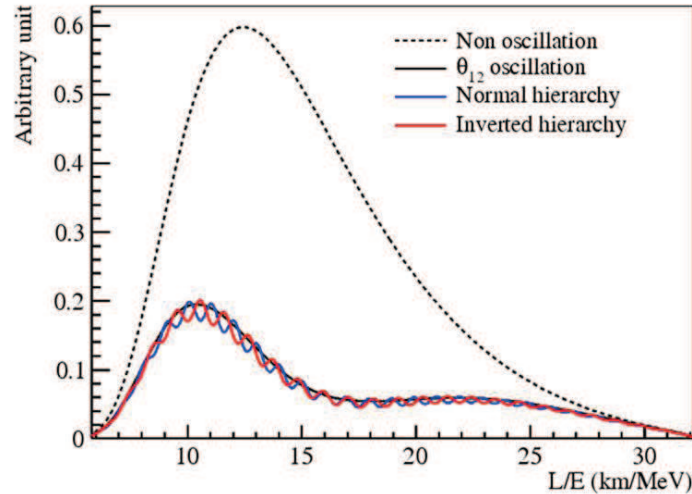 Arbitrary unit
0.6
0.5
0.4
0.3
0.2
0.1
0
Non oscillation
θ₁₂ oscillation
Normal hierarchy
Inverted hierarchy
10 15 20 25 30
L/E (km/MeV)